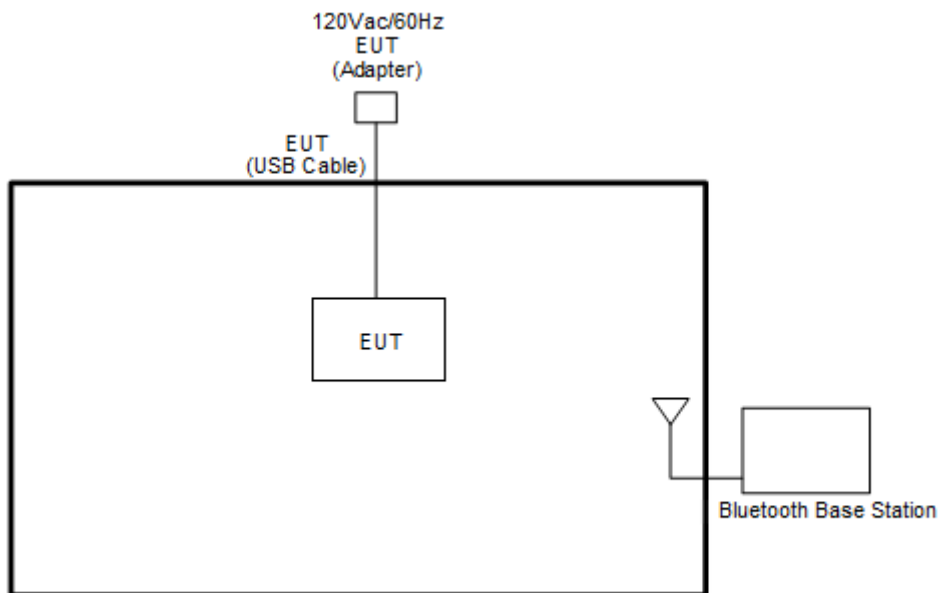 120Vac/60Hz
EUT
(Adapter)
EUT
(USB Cable)
EUT
Bluetooth Base Station